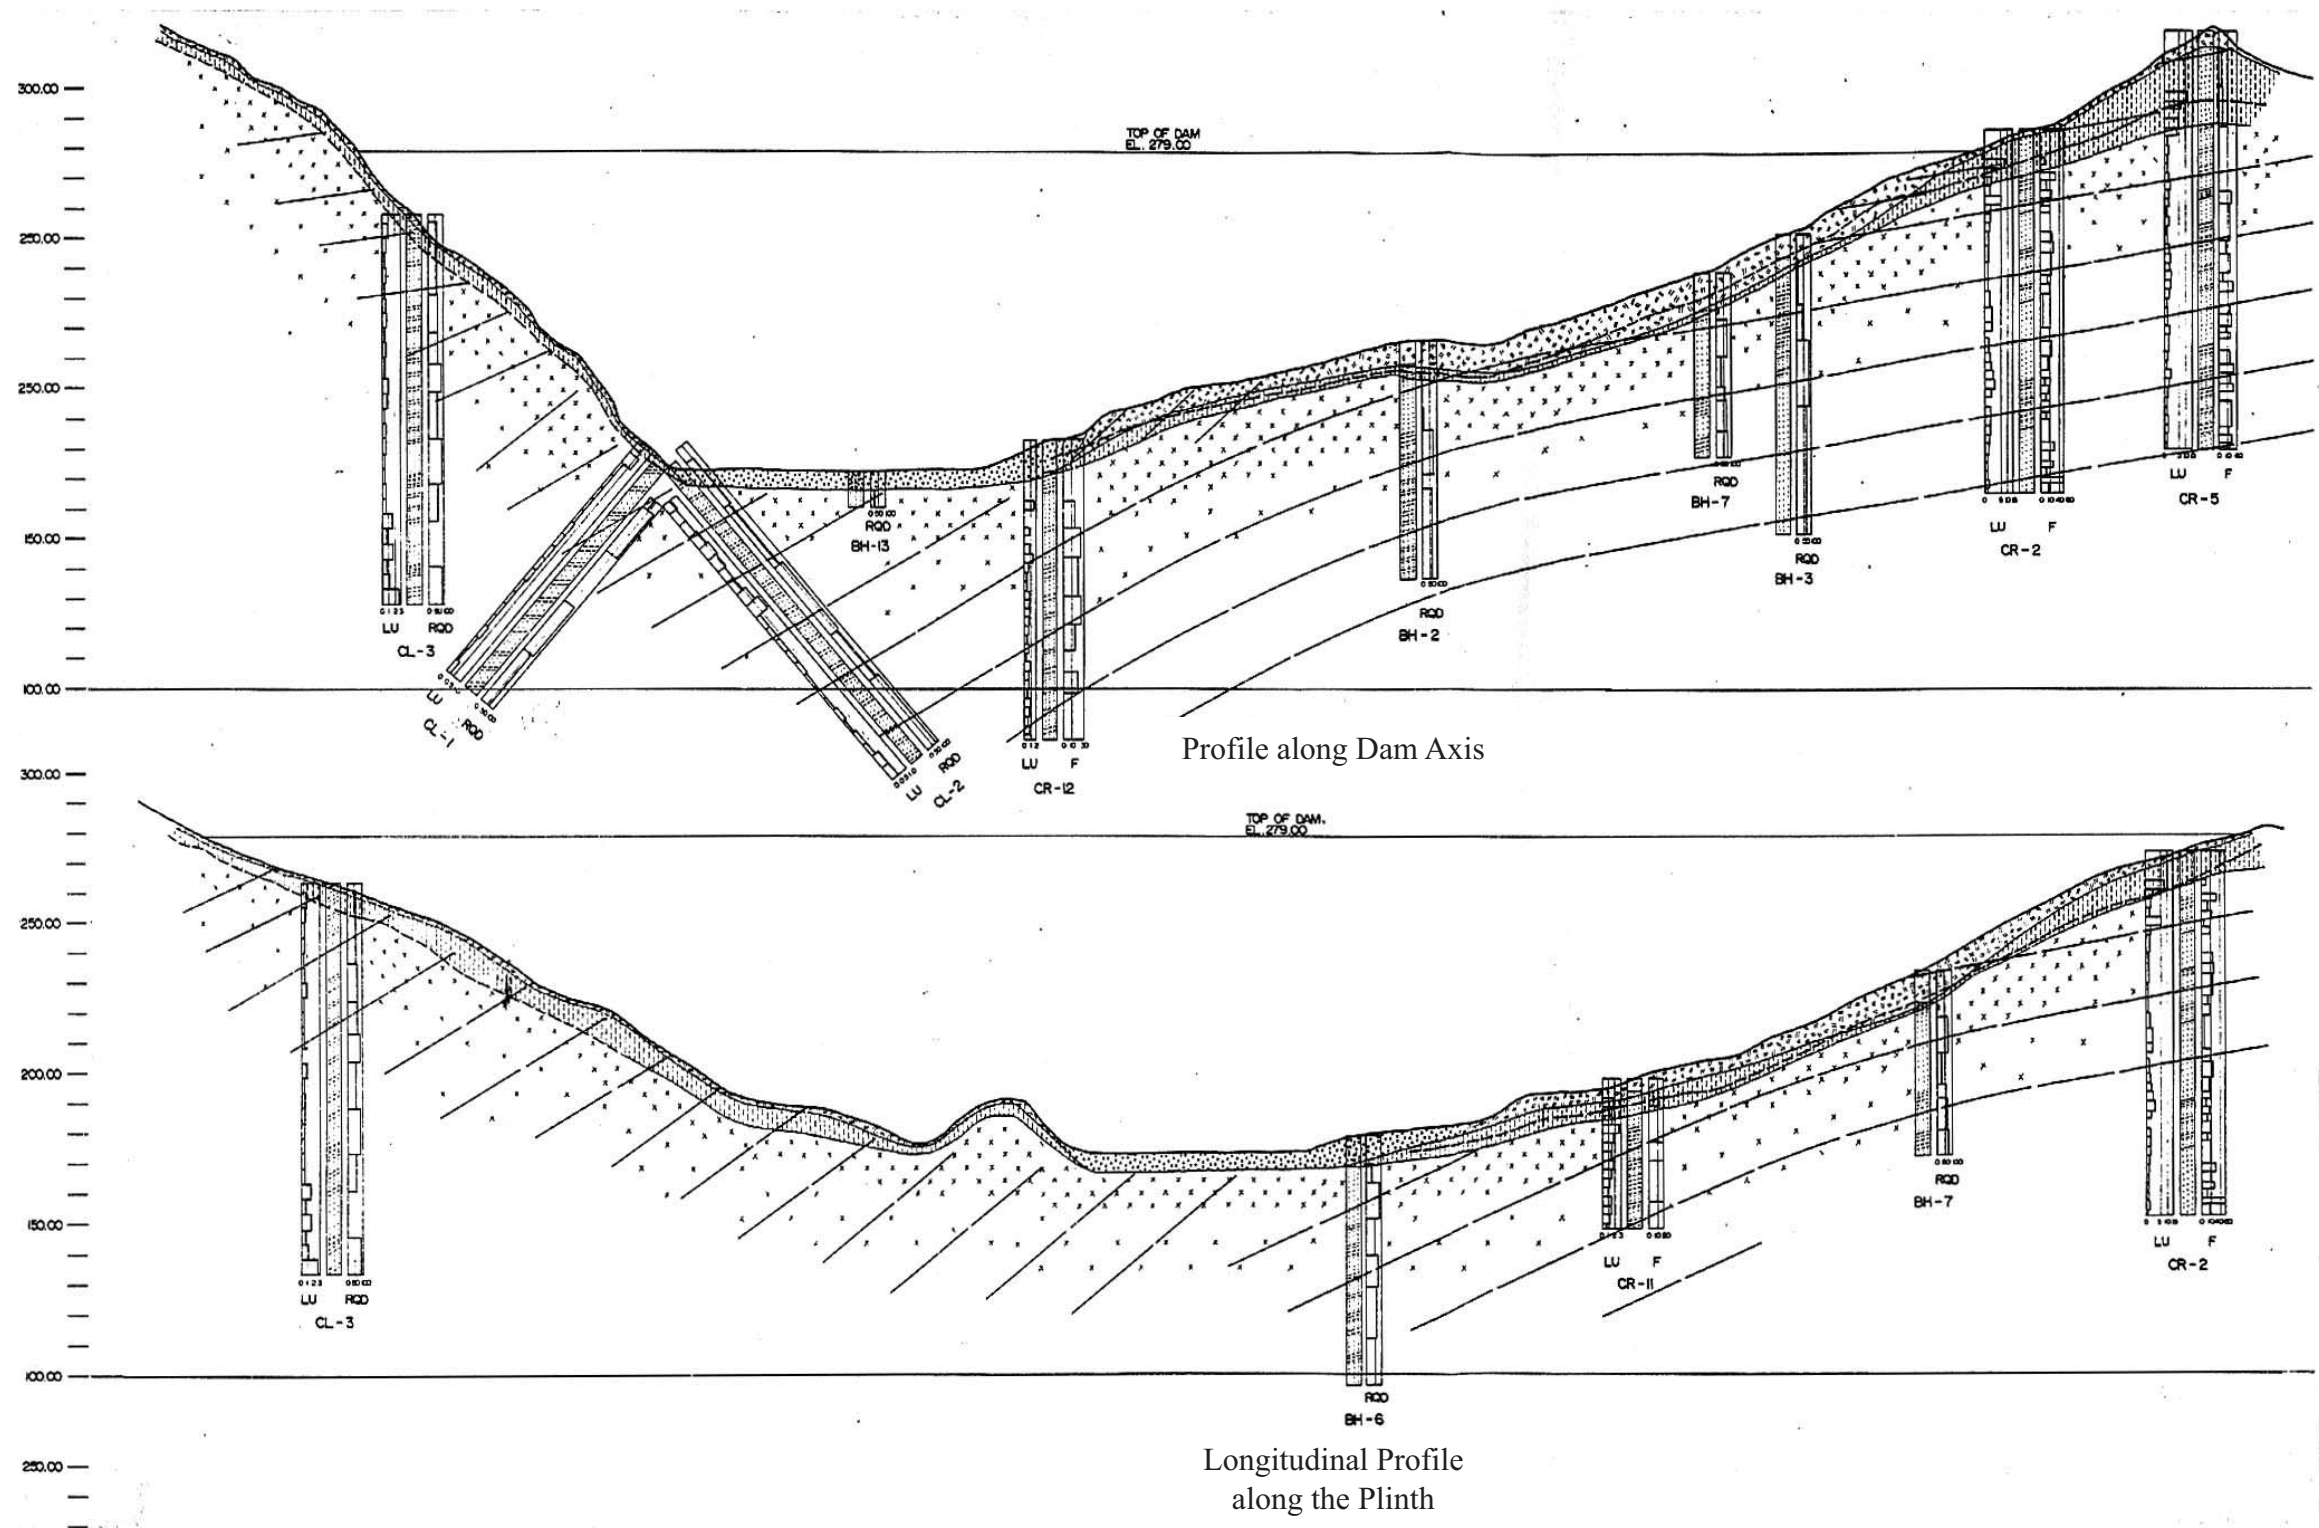 300.00
TOP OF DAM
EL. 279.00
250.00
250.00
150.00
100.00
LU RQD
CL-3
LU RQD
CL-1
LU RQD
CL-2
RQD
BH-13
LU F
CR-12
RQD
BH-2
RQD
BH-7
RQD
BH-3
LU F
CR-2
LU F
CR-5
Profile along Dam Axis
300.00
TOP OF DAM.
EL. 279.00
250.00
200.00
150.00
100.00
LU RQD
CL-3
RQD
BH-6
LU F
CR-11
RQD
BH-7
LU F
CR-2
Longitudinal Profile
along the Plinth
250.00